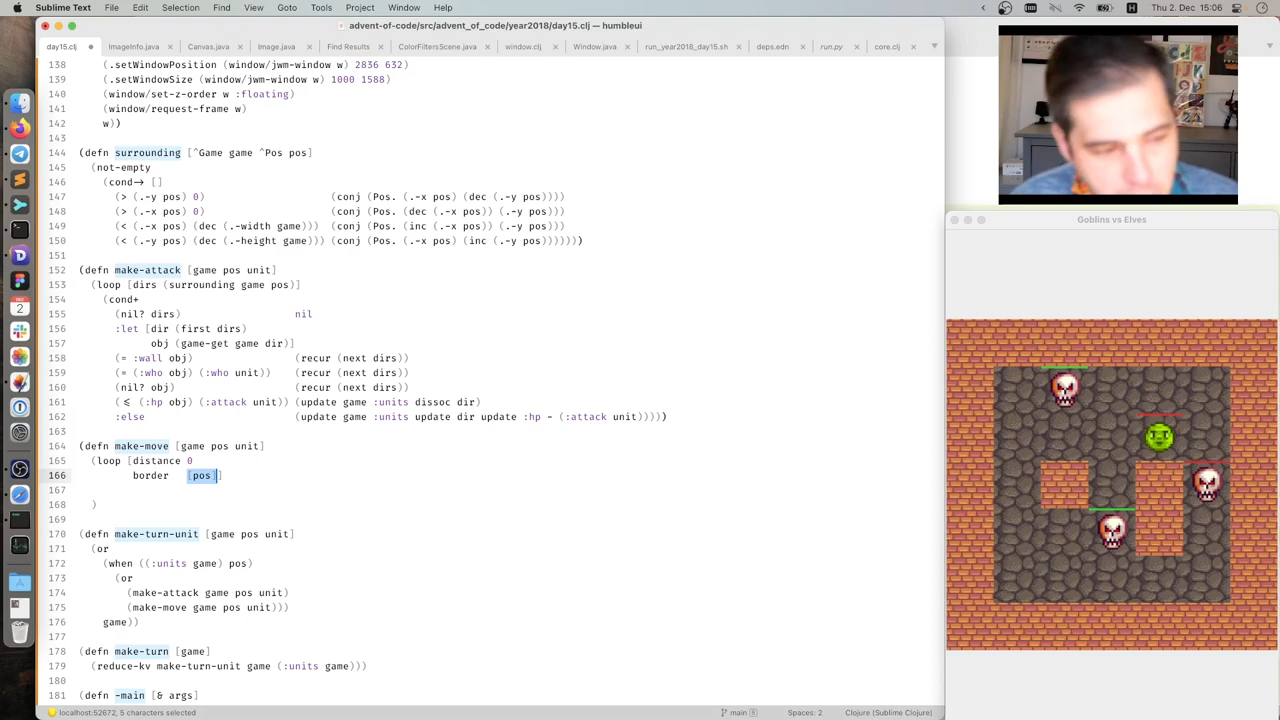 Sublime Text File Edit Selection Find View Goto Tools Project Window Help Thu 2. Dec 15:06
advent-of-code/src/advent_of_code/year2018/day15.clj — humbleui
day15.clj ImageInfo.java Canvas.java Image.java Find Results ColorFiltersScene.java window.clj Window.java run_year2018_day15.sh deps.edn run.py core.clj
138 (.setWindowPosition (window/jwm-window w) 2836 632)
139 (.setWindowSize (window/jwm-window w) 1000 1588)
140 (window/set-z-order w :floating)
141 (window/request-frame w)
142 w))
143
144 (defn surrounding [^Game game ^Pos pos]
145 (not-empty
146 (cond-> []
147 (> (.-y pos) 0) (conj (Pos. (.-x pos) (dec (.-y pos))))
148 (> (.-x pos) 0) (conj (Pos. (dec (.-x pos)) (.-y pos)))
149 (< (.-x pos) (dec (.-width game))) (conj (Pos. (inc (.-x pos)) (.-y pos)))
150 (< (.-y pos) (dec (.-height game))) (conj (Pos. (.-x pos) (inc (.-y pos)))))))
151
152 (defn make-attack [game pos unit]
153 (loop [dirs (surrounding game pos)]
154 (cond+
155 (nil? dirs) nil
156 :let [dir (first dirs)
157 obj (game-get game dir)]
158 (= :wall obj) (recur (next dirs))
159 (= (:who obj) (:who unit)) (recur (next dirs))
160 (nil? obj) (recur (next dirs))
161 (<= (:hp obj) (:attack unit)) (update game :units dissoc dir)
162 :else (update game :units update dir update :hp - (:attack unit)))))
163
164 (defn make-move [game pos unit]
165 (loop [distance 0
166 border [pos]]
167
168 )
169
170 (defn make-turn-unit [game pos unit]
171 (or
172 (when ((:units game) pos)
173 (or
174 (make-attack game pos unit)
175 (make-move game pos unit)))
176 game))
177
178 (defn make-turn [game]
179 (reduce-kv make-turn-unit game (:units game)))
180
181 (defn -main [& args]
localhost:52672, 5 characters selected main 8 Spaces: 2 Clojure (Sublime Clojure)
Goblins vs Elves